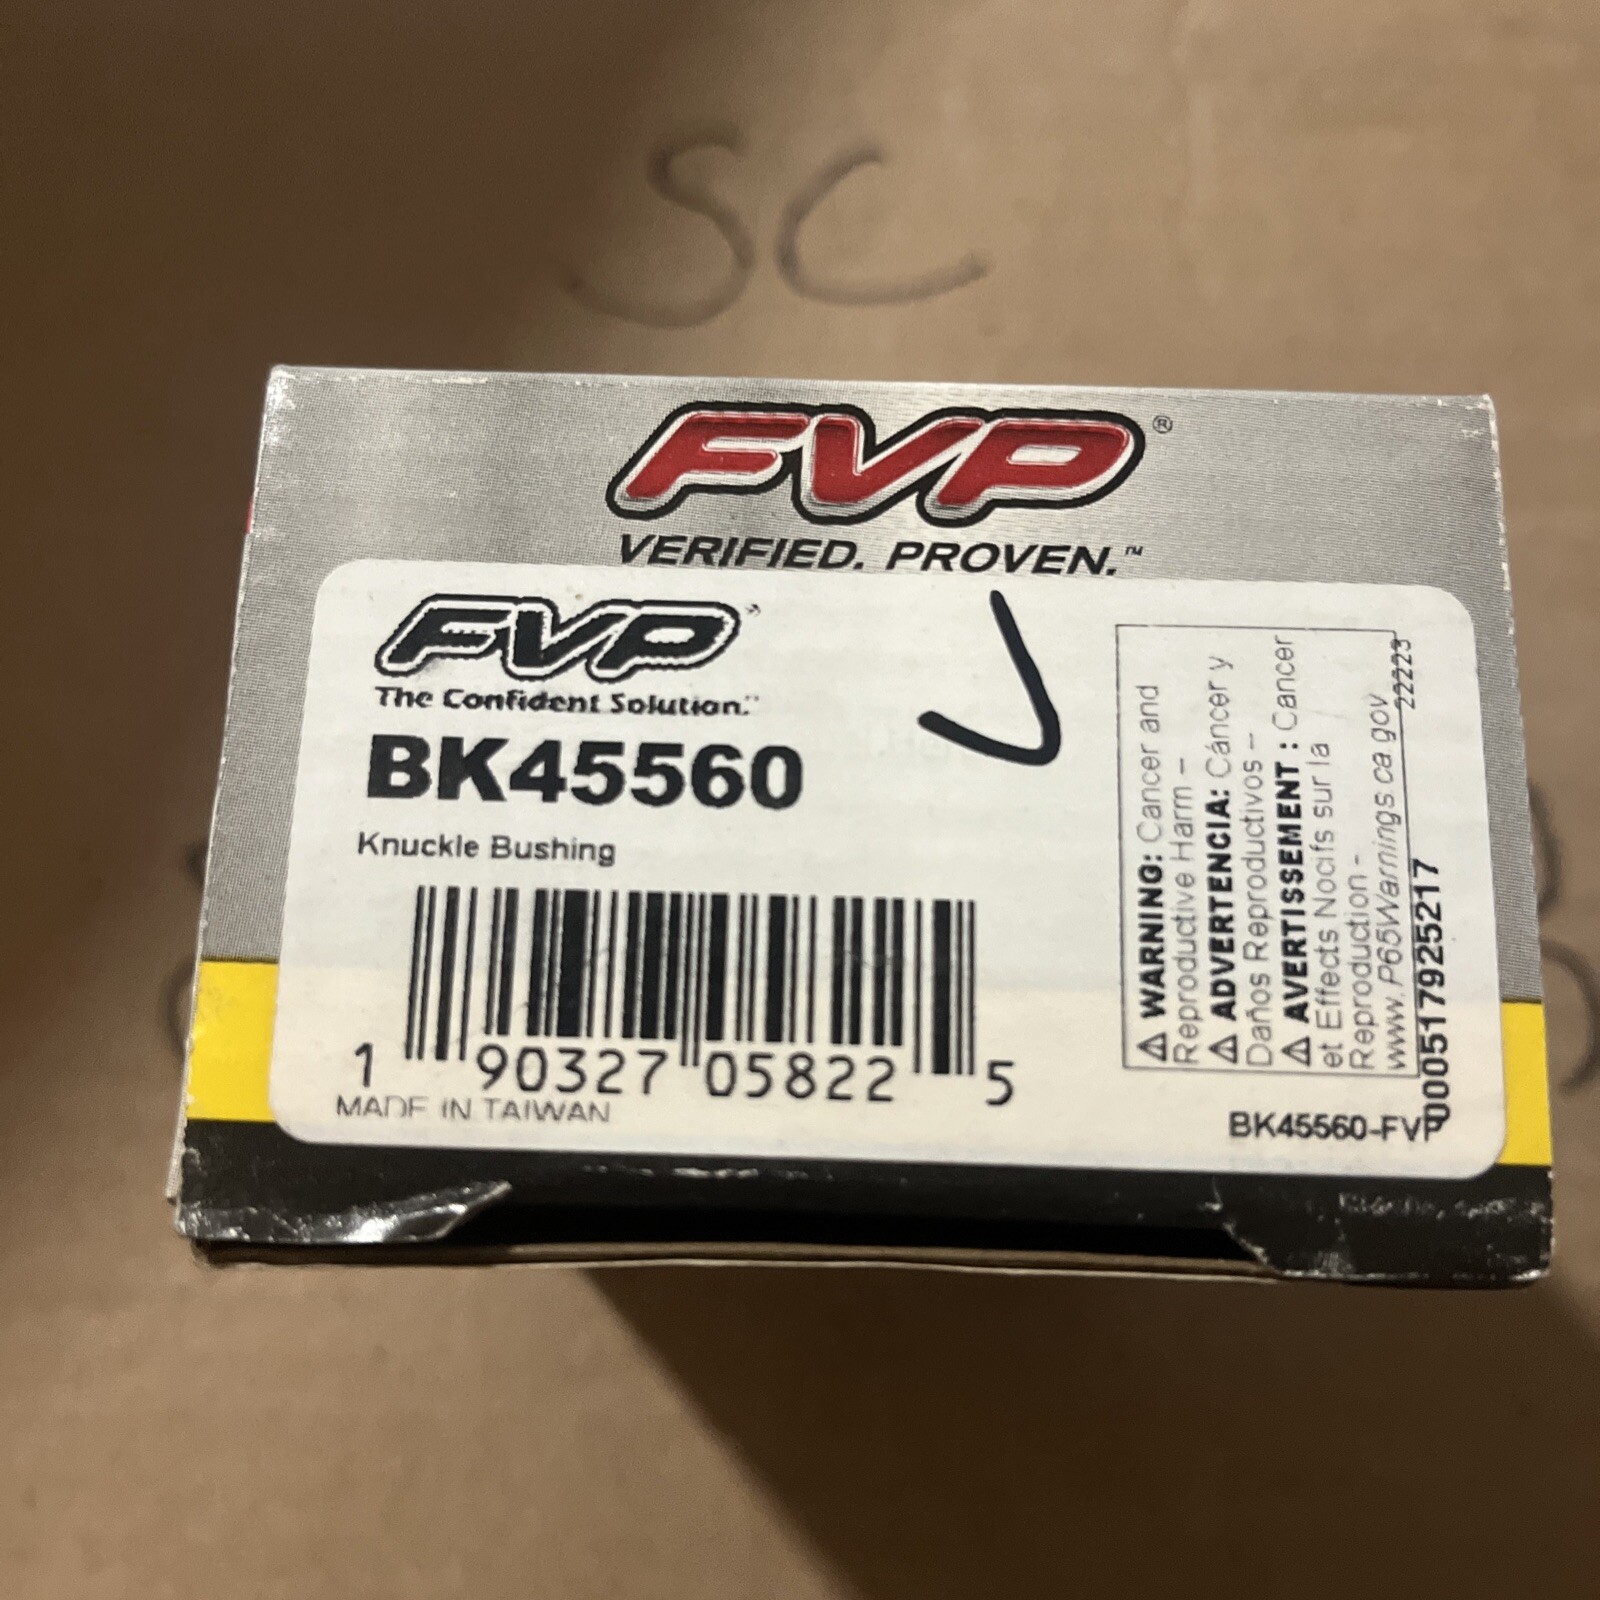 SC
FVP®
VERIFIED. PROVEN.™
FVP
The Confident Solution.
BK45560
Knuckle Bushing
1 90327 05822 5
MADE IN TAIWAN
⚠ WARNING: Cancer and
Reproductive Harm –
⚠ ADVERTENCIA: Cáncer y
Daños Reproductivos –
⚠ AVERTISSEMENT : Cancer
et Effects Nocifs sur la
Reproduction -
www.P65Warnings.ca.gov
22223
000517925217
BK45560-FVP